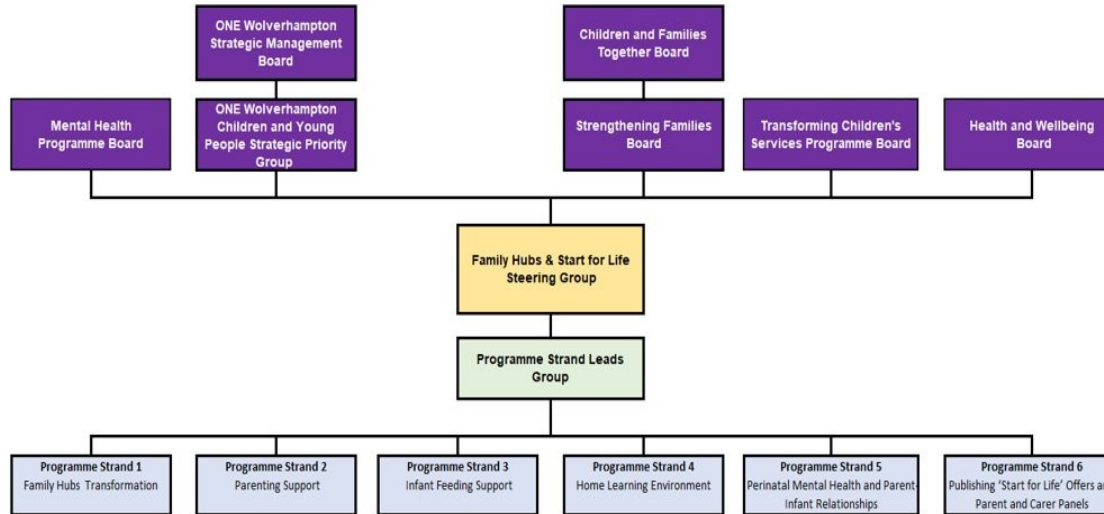 ONE Wolverhampton
Strategic Management
Board
Children and Families
Together Board
Mental Health
Programme Board
ONE Wolverhampton
Children and Young
People Strategic Priority
Group
Strengthening Families
Board
Transforming Children's
Services Programme Board
Health and Wellbeing
Board
Family Hubs & Start for Life
Steering Group
Programme Strand Leads
Group
Programme Strand 1
Family Hubs Transformation
Programme Strand 2
Parenting Support
Programme Strand 3
Infant Feeding Support
Programme Strand 4
Home Learning Environment
Programme Strand 5
Perinatal Mental Health and Parent-
Infant Relationships
Programme Strand 6
Publishing ‘Start for Life’ Offers
Parent and Carer Panels